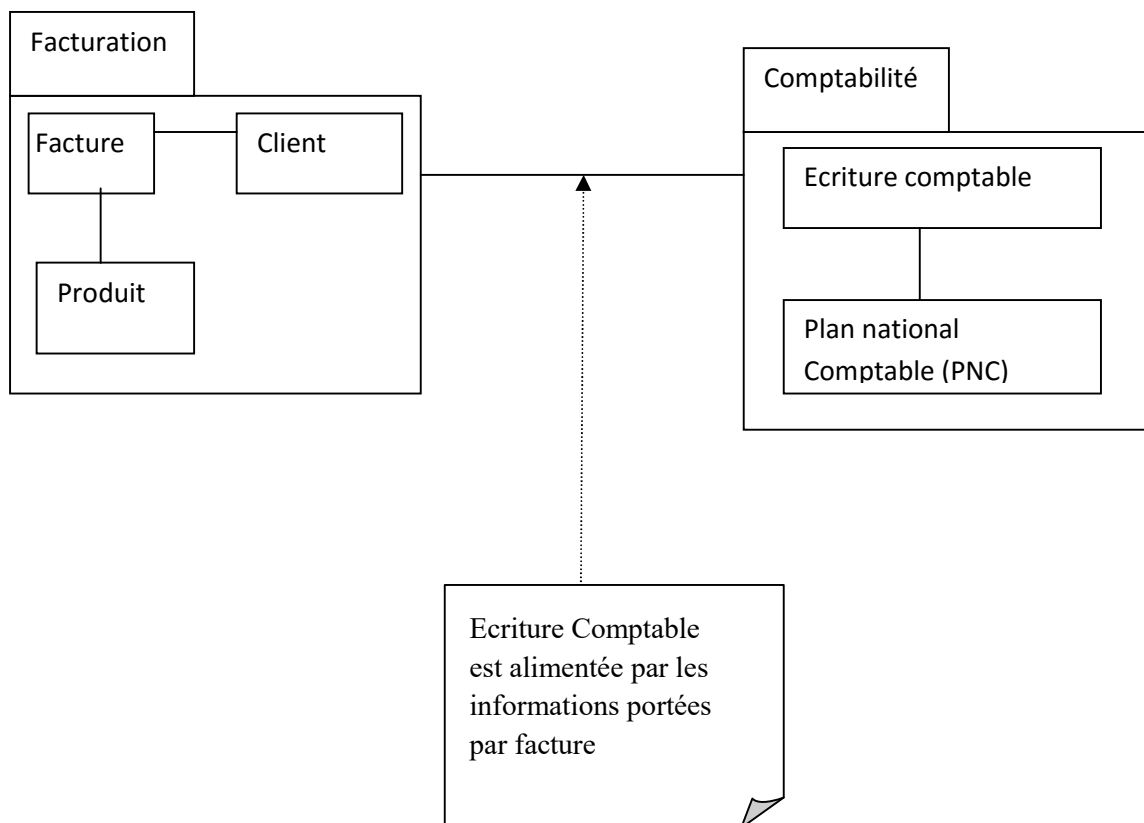 Facturation
Facture
Client
Produit
Comptabilité
Ecriture comptable
Plan national
Comptable (PNC)
Ecriture Comptable
est alimentée par les
informations portées
par facture